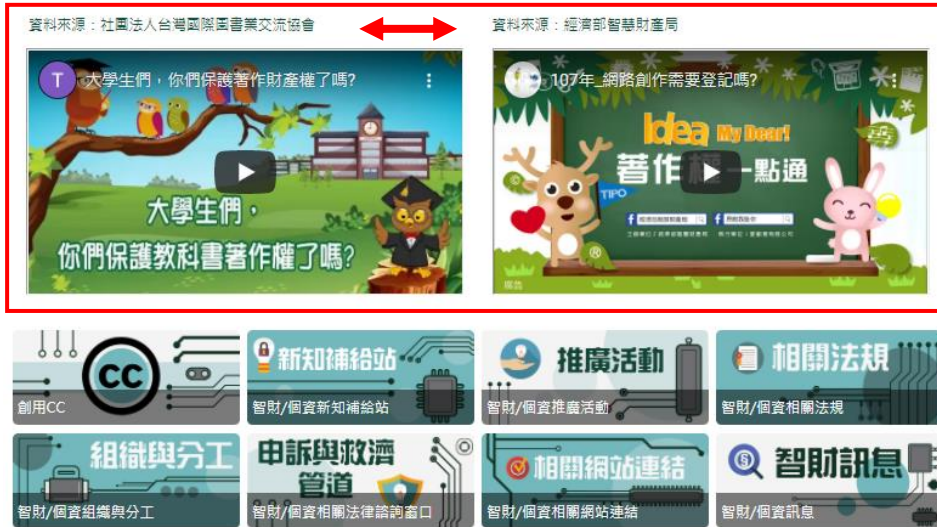 資料來源：社團法人台灣國際圖書業交流協會
資料來源：經濟部智慧財產局
T 大學生們，你們保護著作財產權了嗎?
107年_網路創作需要登記嗎?
大學生們，
你們保護教科書著作權了嗎?
Idea My Dear!
著作權一點通
TIPO
廣告
CC
創用CC
新知補給站
智財/個資新知補給站
推廣活動
智財/個資推廣活動
相關法規
智財/個資相關法規
組織與分工
智財/個資組織與分工
申訴與救濟
管道
智財/個資相關法律諮詢窗口
相關網站連結
智財/個資相關網站連結
智財訊息
智財/個資訊息